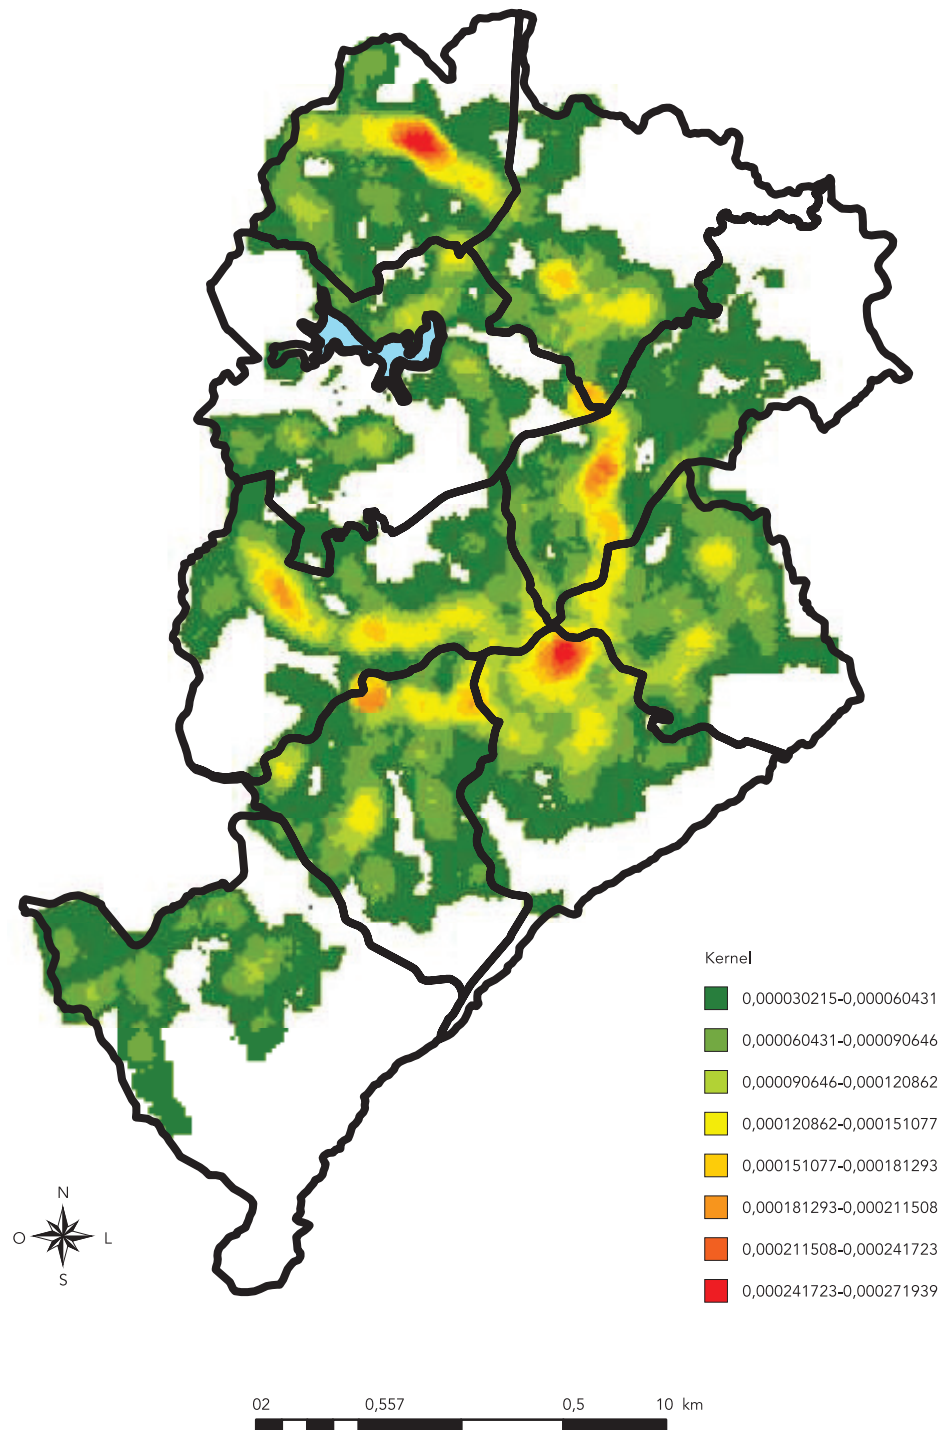 Kernel
0,000030215-0,000060431
0,000060431-0,000090646
0,000090646-0,000120862
0,000120862-0,000151077
0,000151077-0,000181293
0,000181293-0,000211508
0,000211508-0,000241723
0,000241723-0,000271939
N
O L
S
02 0,557 0,5 10 km